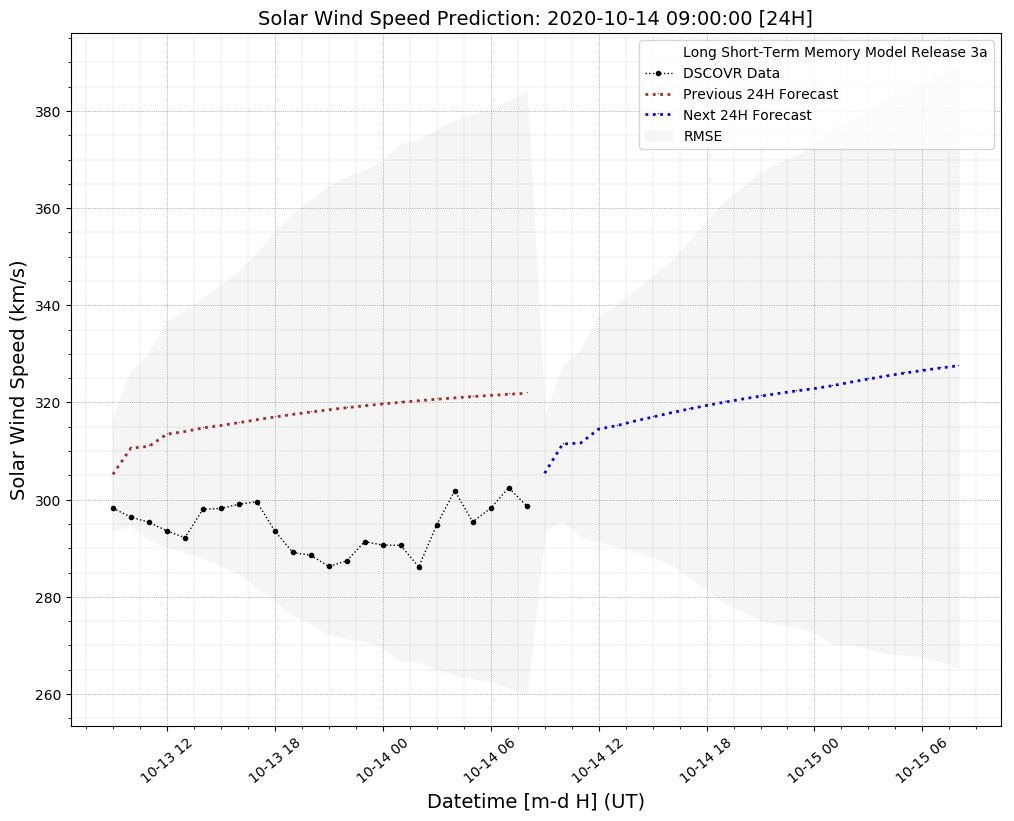 Solar Wind Speed Prediction: 2020-10-14 09:00:00 [24H]
Long Short-Term Memory Model Release 3a
DSCOVR Data
Previous 24H Forecast
Next 24H Forecast
RMSE
Solar Wind Speed (km/s)
380
360
340
320
300
280
260
10-13 12
10-13 18
10-14 00
10-14 06
10-14 12
10-14 18
10-15 00
10-15 06
Datetime [m-d H] (UT)